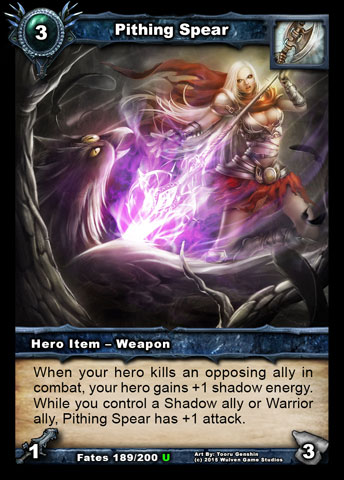 3
Pithing Spear
Hero Item – Weapon
When your hero kills an opposing ally in
combat, your hero gains +1 shadow energy.
While you control a Shadow ally or Warrior
ally, Pithing Spear has +1 attack.
1
Fates 189/200 U
Art By: Tooru Genshin
(c) 2015 Wulven Game Studios
3